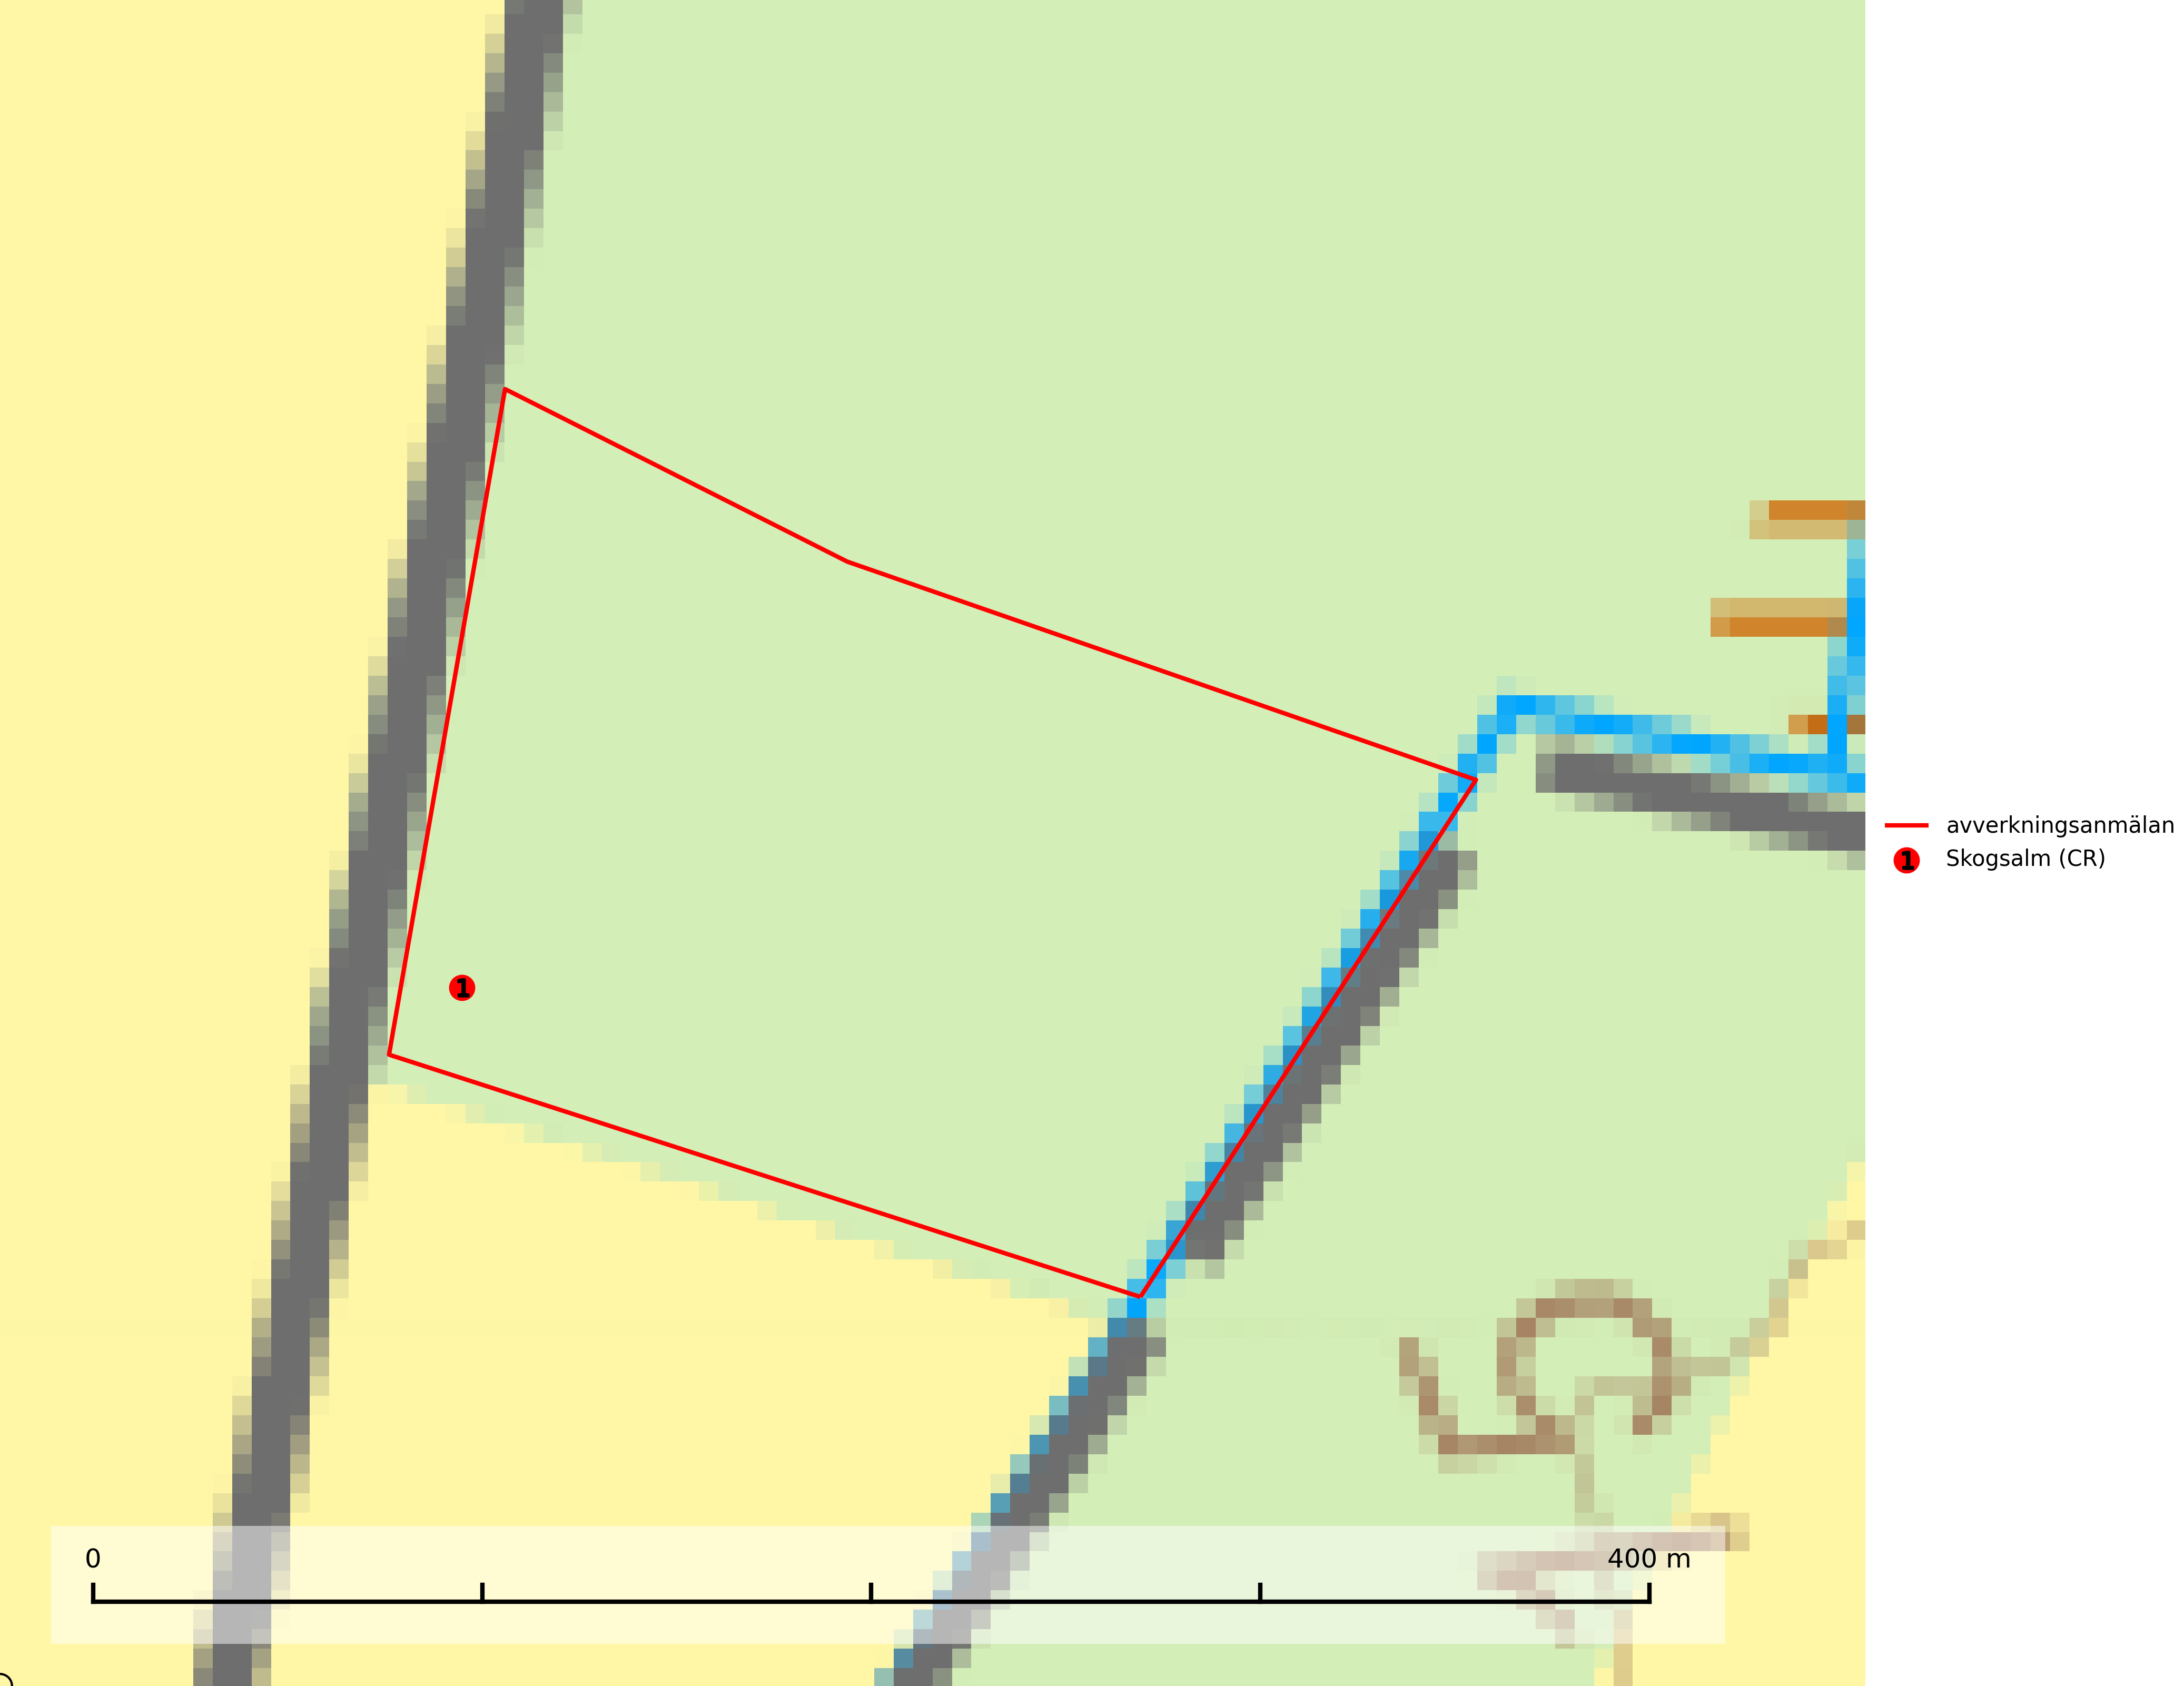 1
avverkningsanmälan
1 Skogsalm (CR)
0 400 m